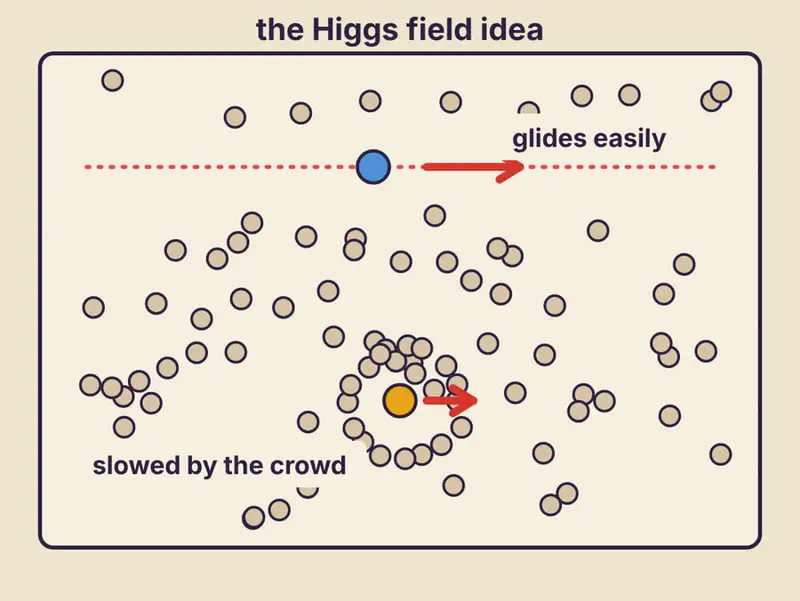 the Higgs field idea
glides easily
slowed by the crowd